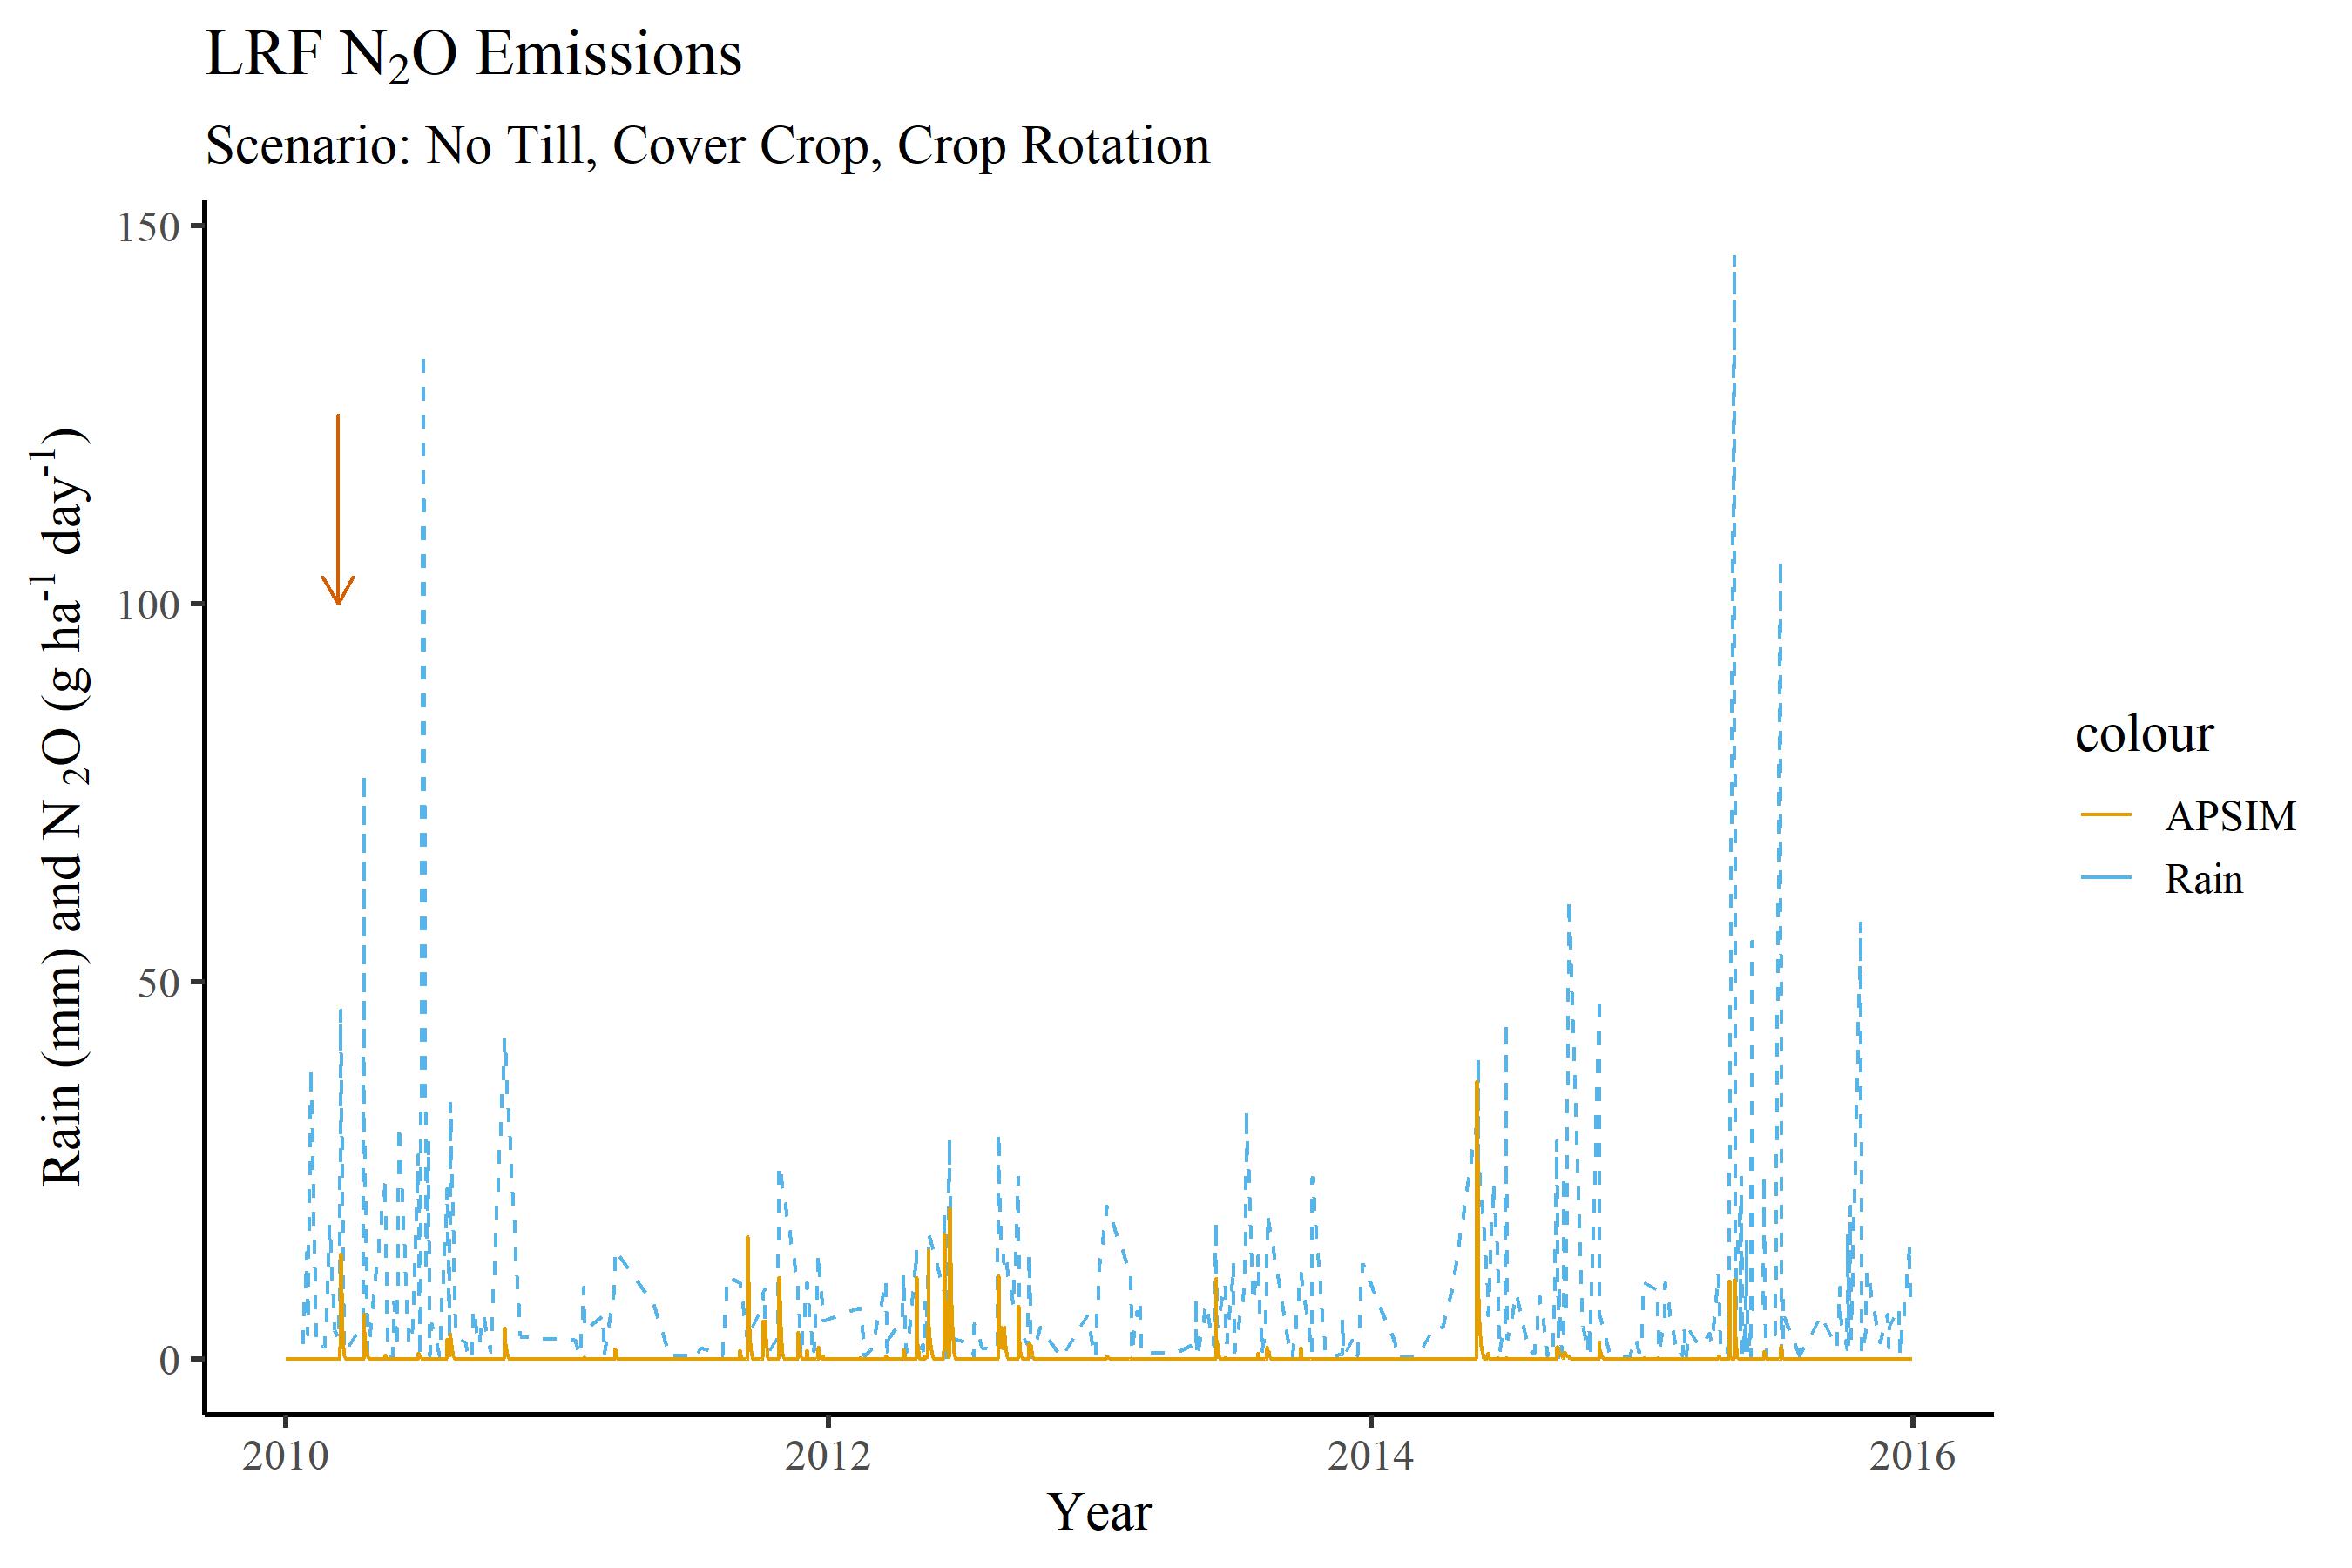 LRF N₂O Emissions
Scenario: No Till, Cover Crop, Crop Rotation
Rain (mm) and N ₂O (g ha⁻¹ day⁻¹)
150
100
50
0
2010
2012
2014
2016
Year
colour
APSIM
Rain